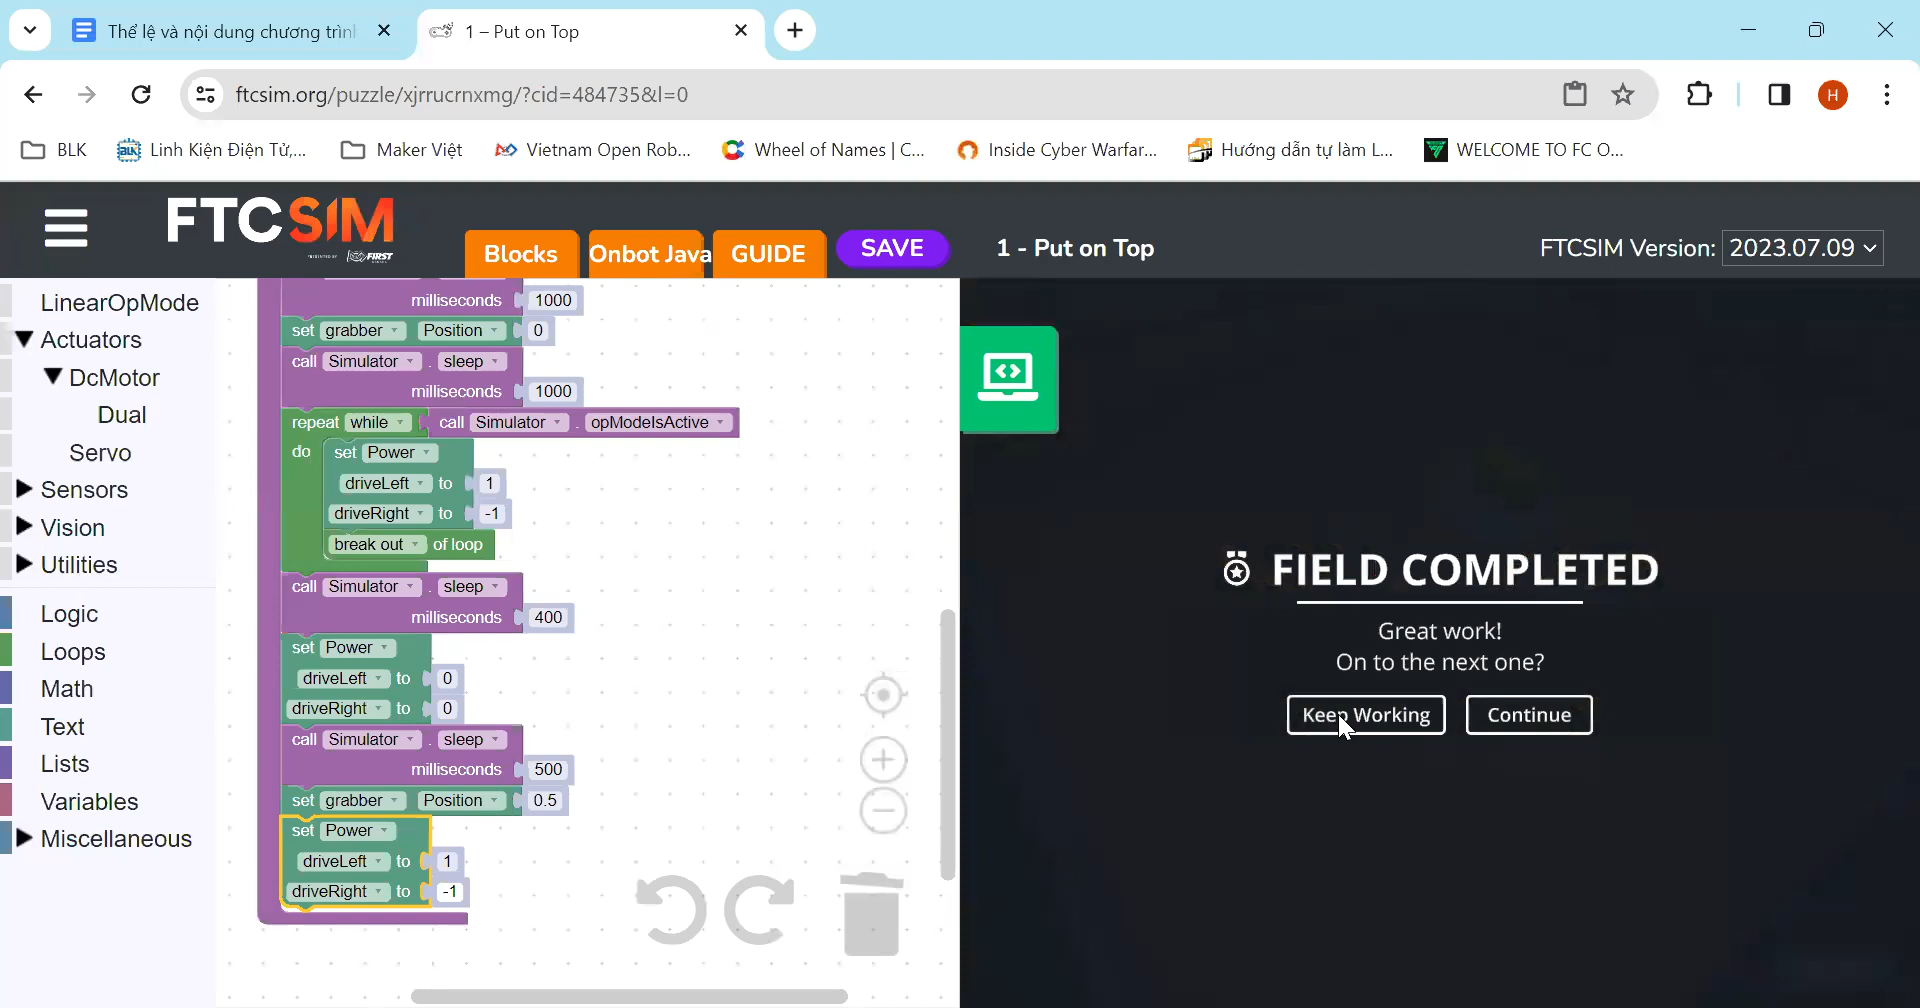 Thể lệ và nội dung chương trìn
1 – Put on Top
ftcsim.org/puzzle/xjrrucrnxmg/?cid=484735&l=0
H
BLK
Linh Kiện Điện Tử,...
Maker Việt
Vietnam Open Rob...
Wheel of Names | C...
Inside Cyber Warfar...
Hướng dẫn tự làm L...
WELCOME TO FC O...
FTCSIM
PRESENTED BY FIRST
Blocks
Onbot Java
GUIDE
SAVE
1 - Put on Top
FTCSIM Version: 2023.07.09
LinearOpMode
Actuators
DcMotor
Dual
Servo
Sensors
Vision
Utilities
Logic
Loops
Math
Text
Lists
Variables
Miscellaneous
milliseconds 1000
set grabber Position 0
call Simulator . sleep
milliseconds 1000
repeat while call Simulator . opModeIsActive
do set Power
driveLeft to 1
driveRight to -1
break out of loop
call Simulator . sleep
milliseconds 400
set Power
driveLeft to 0
driveRight to 0
call Simulator . sleep
milliseconds 500
set grabber Position 0.5
set Power
driveLeft to 1
driveRight to -1
FIELD COMPLETED
Great work!
On to the next one?
Keep Working
Continue